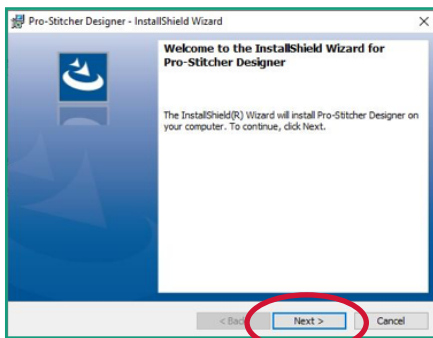 Pro-Stitcher Designer - InstallShield Wizard
Welcome to the InstallShield Wizard for
Pro-Stitcher Designer
The InstallShield(R) Wizard will install Pro-Stitcher Designer on
your computer. To continue, click Next.
< Back
Next >
Cancel